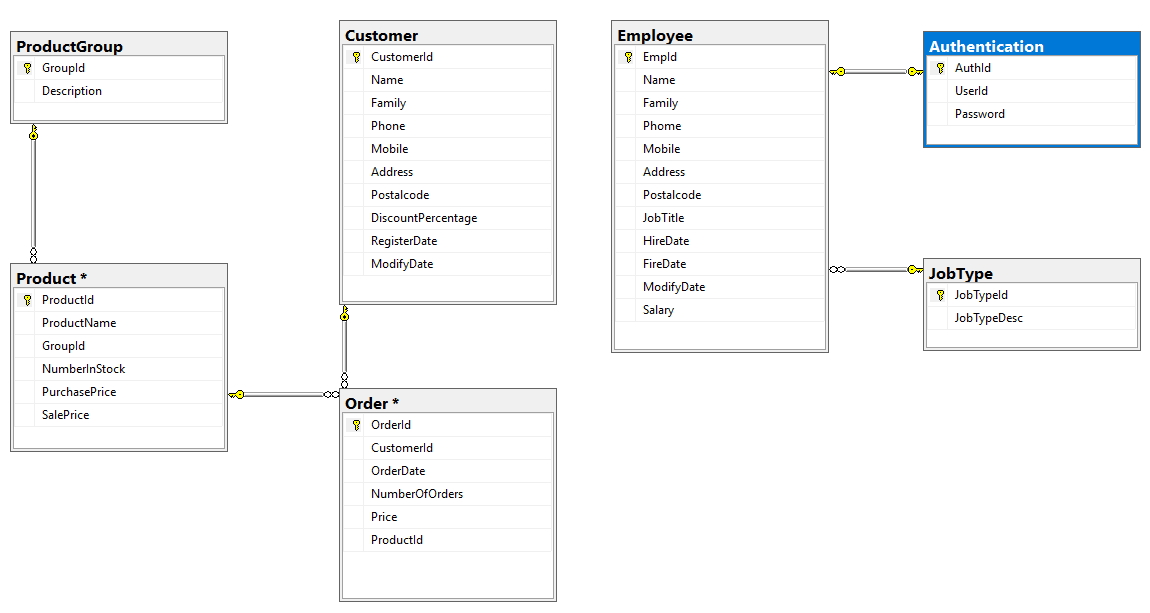 ProductGroup
GroupId
Description
Product *
ProductId
ProductName
GroupId
NumberInStock
PurchasePrice
SalePrice
Customer
CustomerId
Name
Family
Phone
Mobile
Address
Postalcode
DiscountPercentage
RegisterDate
ModifyDate
Order *
OrderId
CustomerId
OrderDate
NumberOfOrders
Price
ProductId
Employee
EmpId
Name
Family
Phome
Mobile
Address
Postalcode
JobTitle
HireDate
FireDate
ModifyDate
Salary
Authentication
AuthId
UserId
Password
JobType
JobTypeId
JobTypeDesc